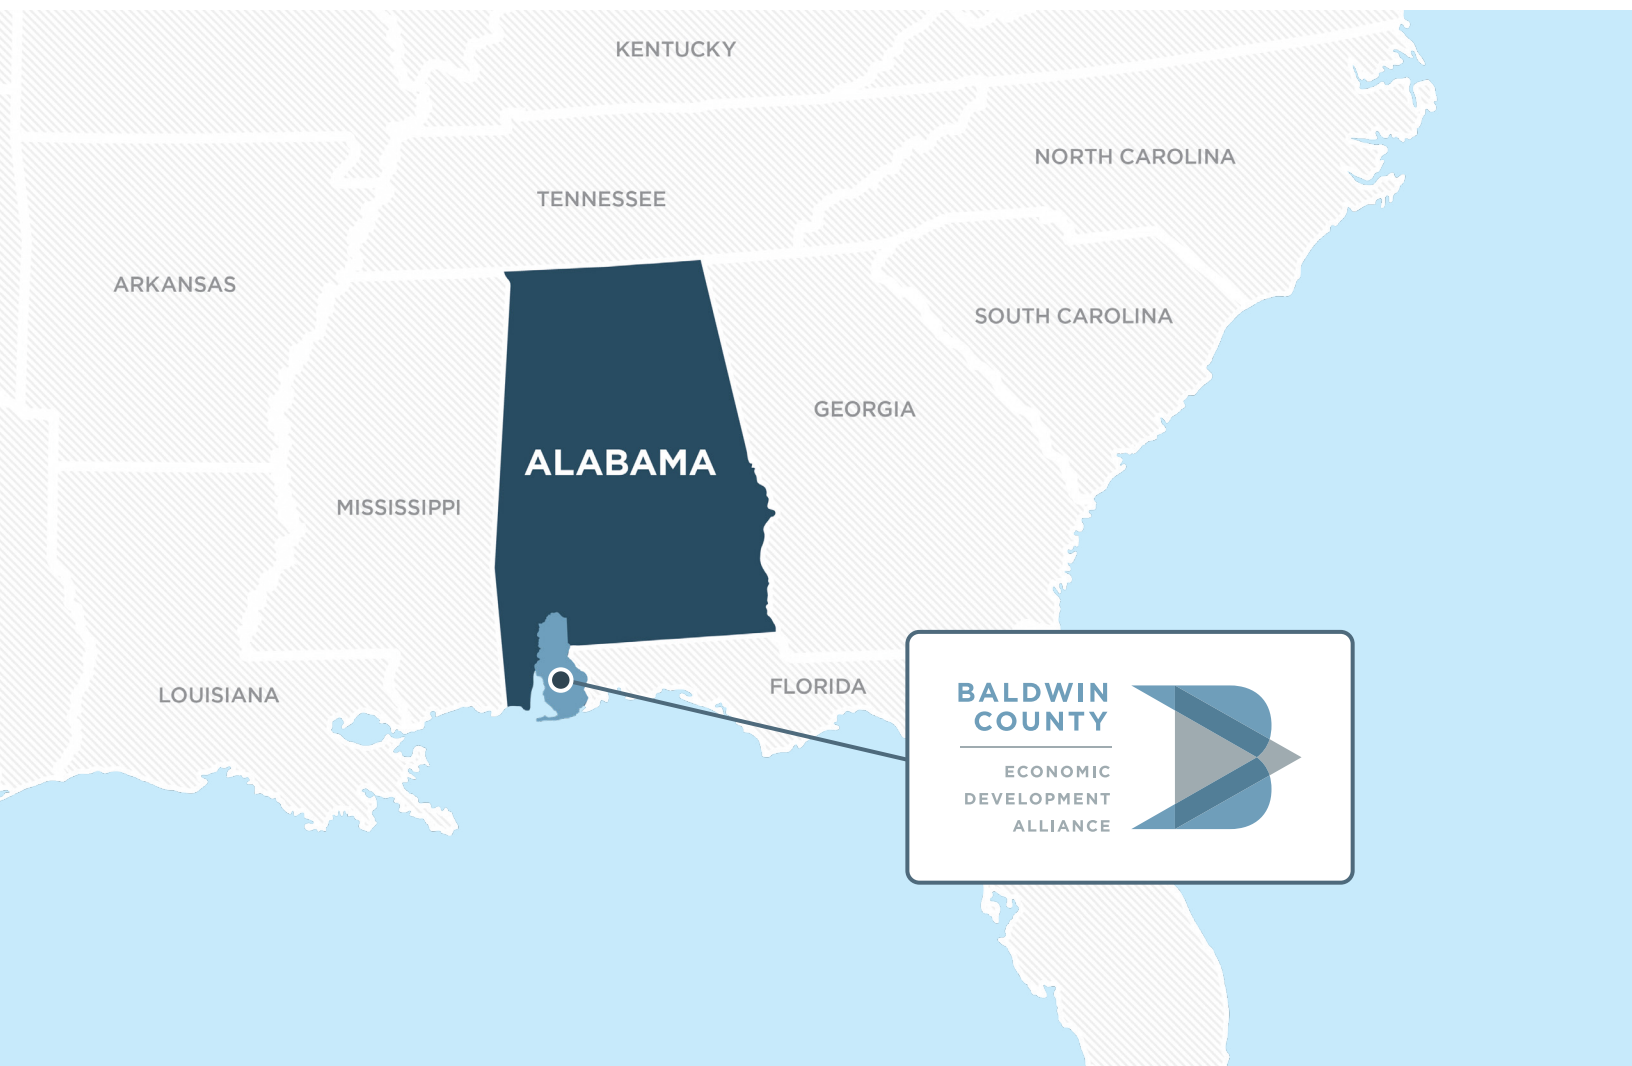 KENTUCKY
NORTH CAROLINA
TENNESSEE
ARKANSAS
SOUTH CAROLINA
GEORGIA
ALABAMA
MISSISSIPPI
LOUISIANA
FLORIDA
BALDWIN
COUNTY
ECONOMIC
DEVELOPMENT
ALLIANCE